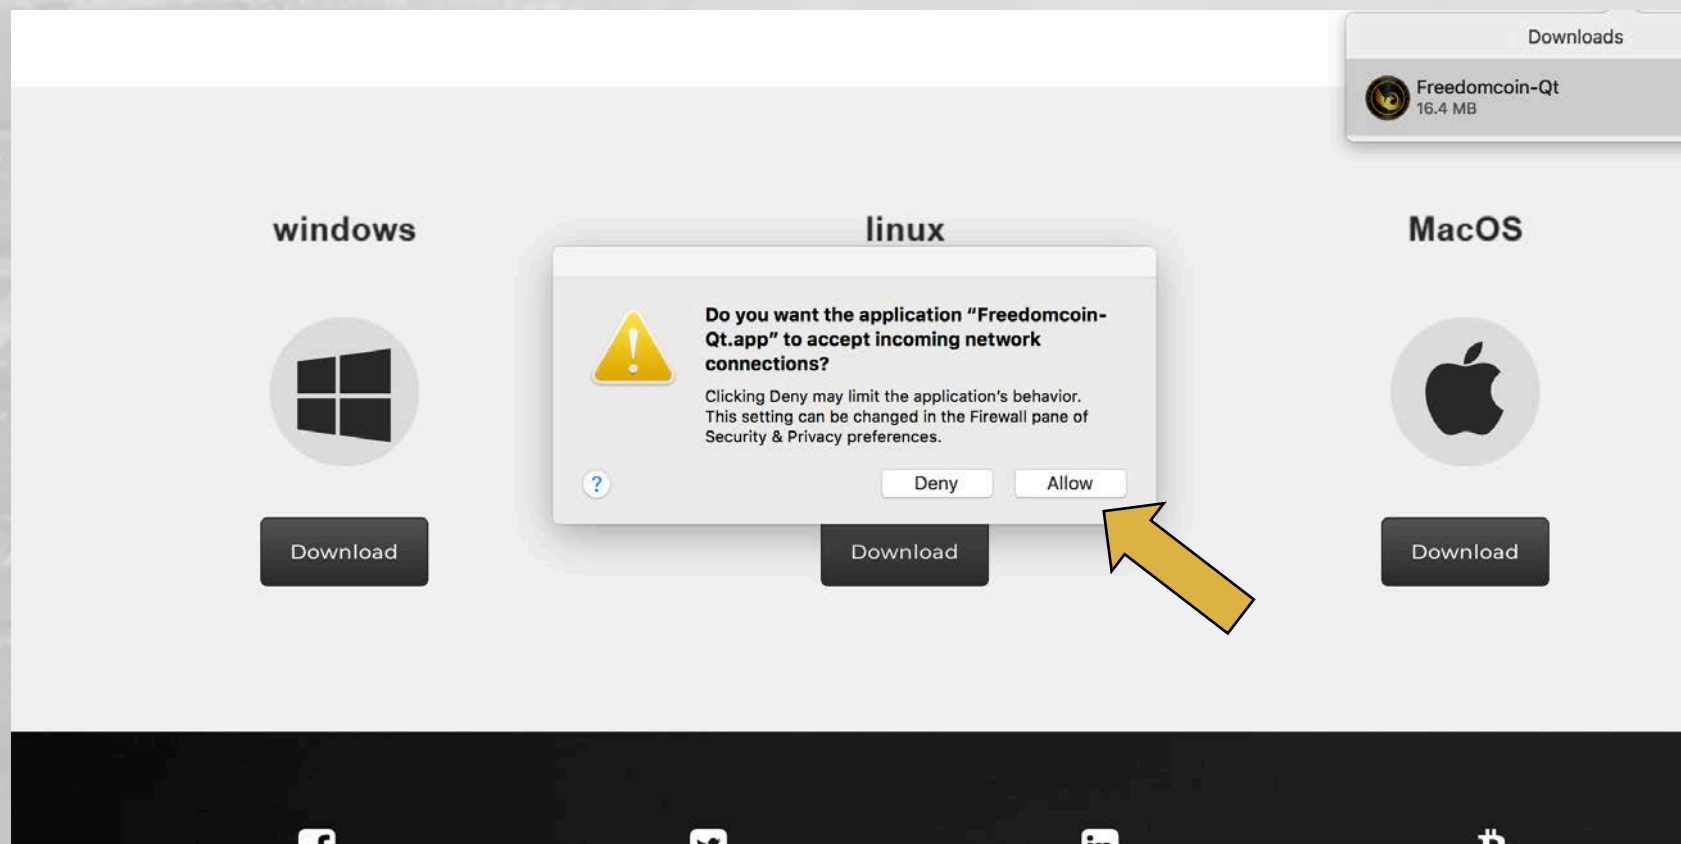 Downloads
Freedomcoin-Qt
16.4 MB
windows
linux
MacOS
Do you want the application “Freedomcoin-
Qt.app” to accept incoming network
connections?
Clicking Deny may limit the application’s behavior.
This setting can be changed in the Firewall pane of
Security & Privacy preferences.
?
Deny
Allow
Download
Download
Download